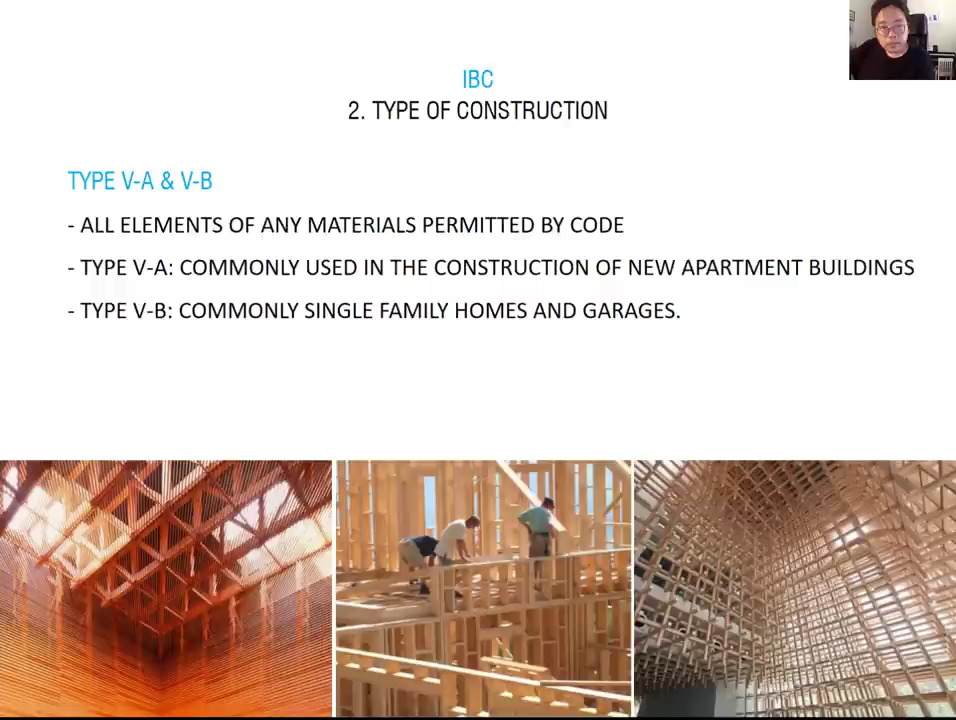 IBC
2. TYPE OF CONSTRUCTION
TYPE V-A & V-B
- ALL ELEMENTS OF ANY MATERIALS PERMITTED BY CODE
- TYPE V-A: COMMONLY USED IN THE CONSTRUCTION OF NEW APARTMENT BUILDINGS
- TYPE V-B: COMMONLY SINGLE FAMILY HOMES AND GARAGES.